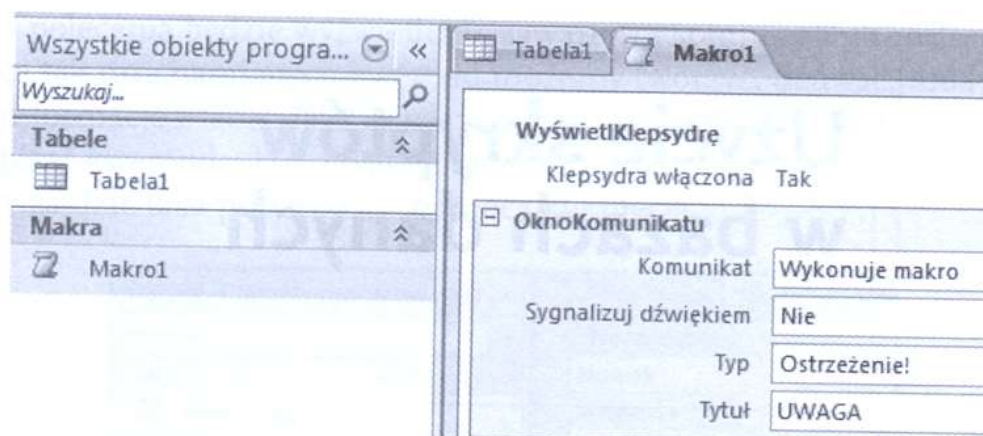 Wszystkie obiekty progra... «
Wyszukaj...
Tabele
Tabela1
Makra
Makro1
Tabela1 Makro1
WyświetlKlepsydrę
Klepsydra włączona Tak
OknoKomunikatu
Komunikat Wykonuje makro
Sygnalizuj dźwiękiem Nie
Typ Ostrzeżenie!
Tytuł UWAGA